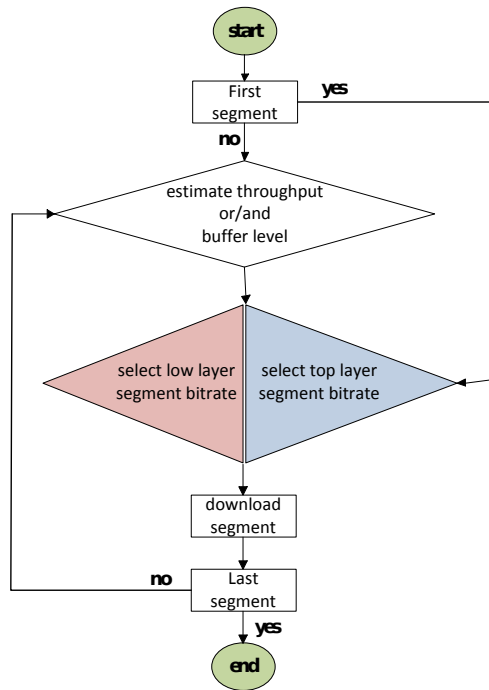 start
First
segment
yes
no
estimate throughput
or/and
buffer level
select low layer
segment bitrate
select top layer
segment bitrate
download
segment
no
Last
segment
yes
end